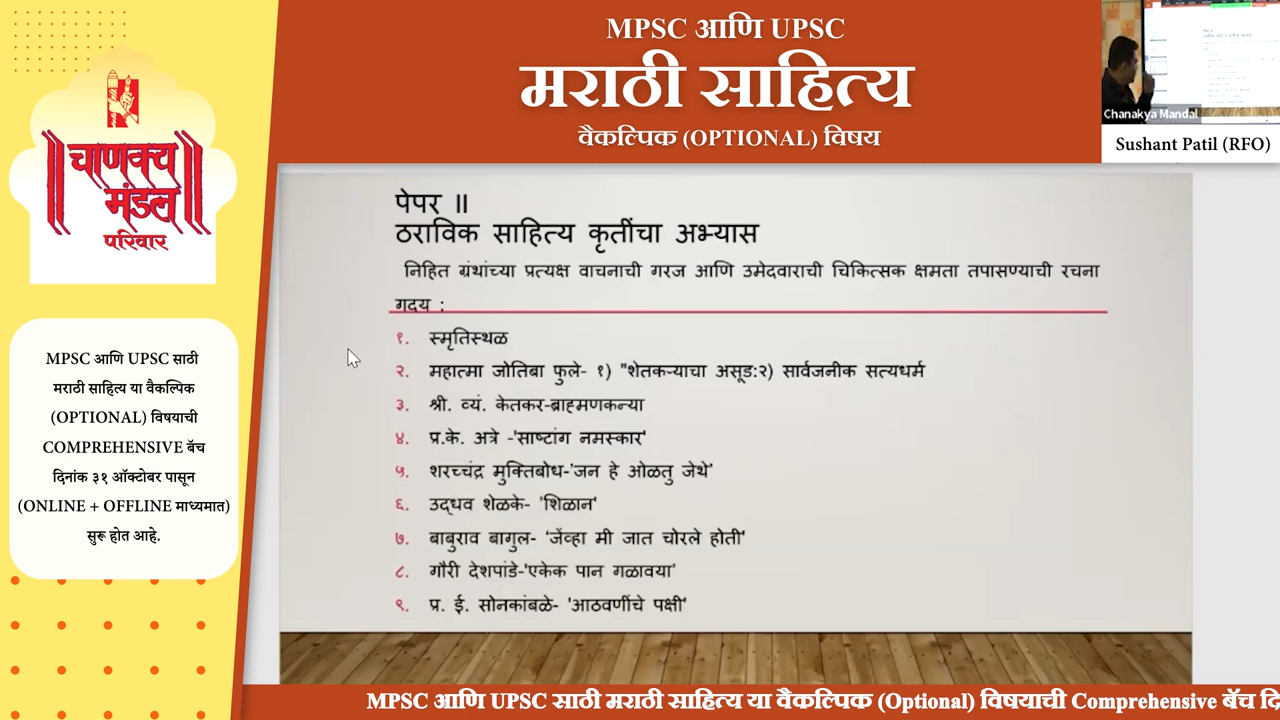 MPSC आणि UPSC
मराठी साहित्य
वैकल्पिक (OPTIONAL) विषय
Chanakya Mandal
Sushant Patil (RFO)
चाणक्य
मंडल
परिवार
MPSC आणि UPSC साठी
मराठी साहित्य या वैकल्पिक
(OPTIONAL) विषयाची
COMPREHENSIVE बॅच
दिनांक ३१ ऑक्टोबर पासून
(ONLINE + OFFLINE माध्यमात)
सुरू होत आहे.
पेपर II
ठराविक साहित्य कृतींचा अभ्यास
निहित ग्रंथांच्या प्रत्यक्ष वाचनाची गरज आणि उमेदवाराची चिकित्सक क्षमता तपासण्याची रचना
गदय :
१. स्मृतिस्थळ
२. महात्मा जोतिबा फुले- १) "शेतकऱ्याचा असूड:२) सार्वजनीक सत्यधर्म
३. श्री. व्यं. केतकर-ब्राह्मणकन्या
४. प्र.के. अत्रे -'साष्टांग नमस्कार'
५. शरच्चंद्र मुक्तिबोध-'जन हे ओळतु जेथे'
६. उद्धव शेळके- 'शिळान'
७. बाबुराव बागुल- 'जेंव्हा मी जात चोरले होती'
८. गौरी देशपांडे-'एकेक पान गळावया'
९. प्र. ई. सोनकांबळे- 'आठवणींचे पक्षी'
MPSC आणि UPSC साठी मराठी साहित्य या वैकल्पिक (Optional) विषयाची Comprehensive बॅच दि